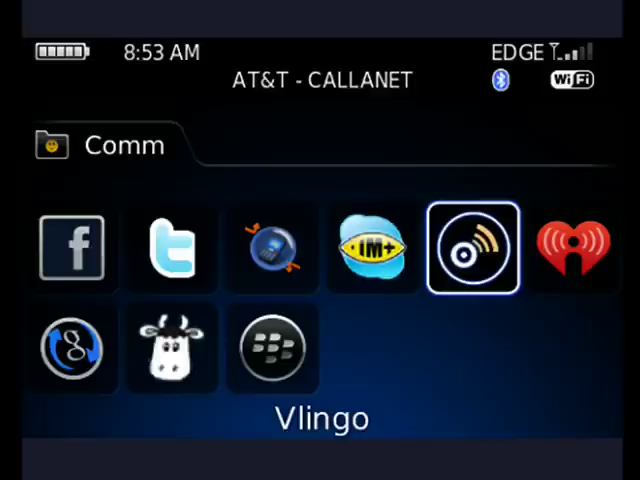 8:53 AM
EDGE
AT&T - CALLANET
WiFi
Comm
f
t
iM+
g
Vlingo